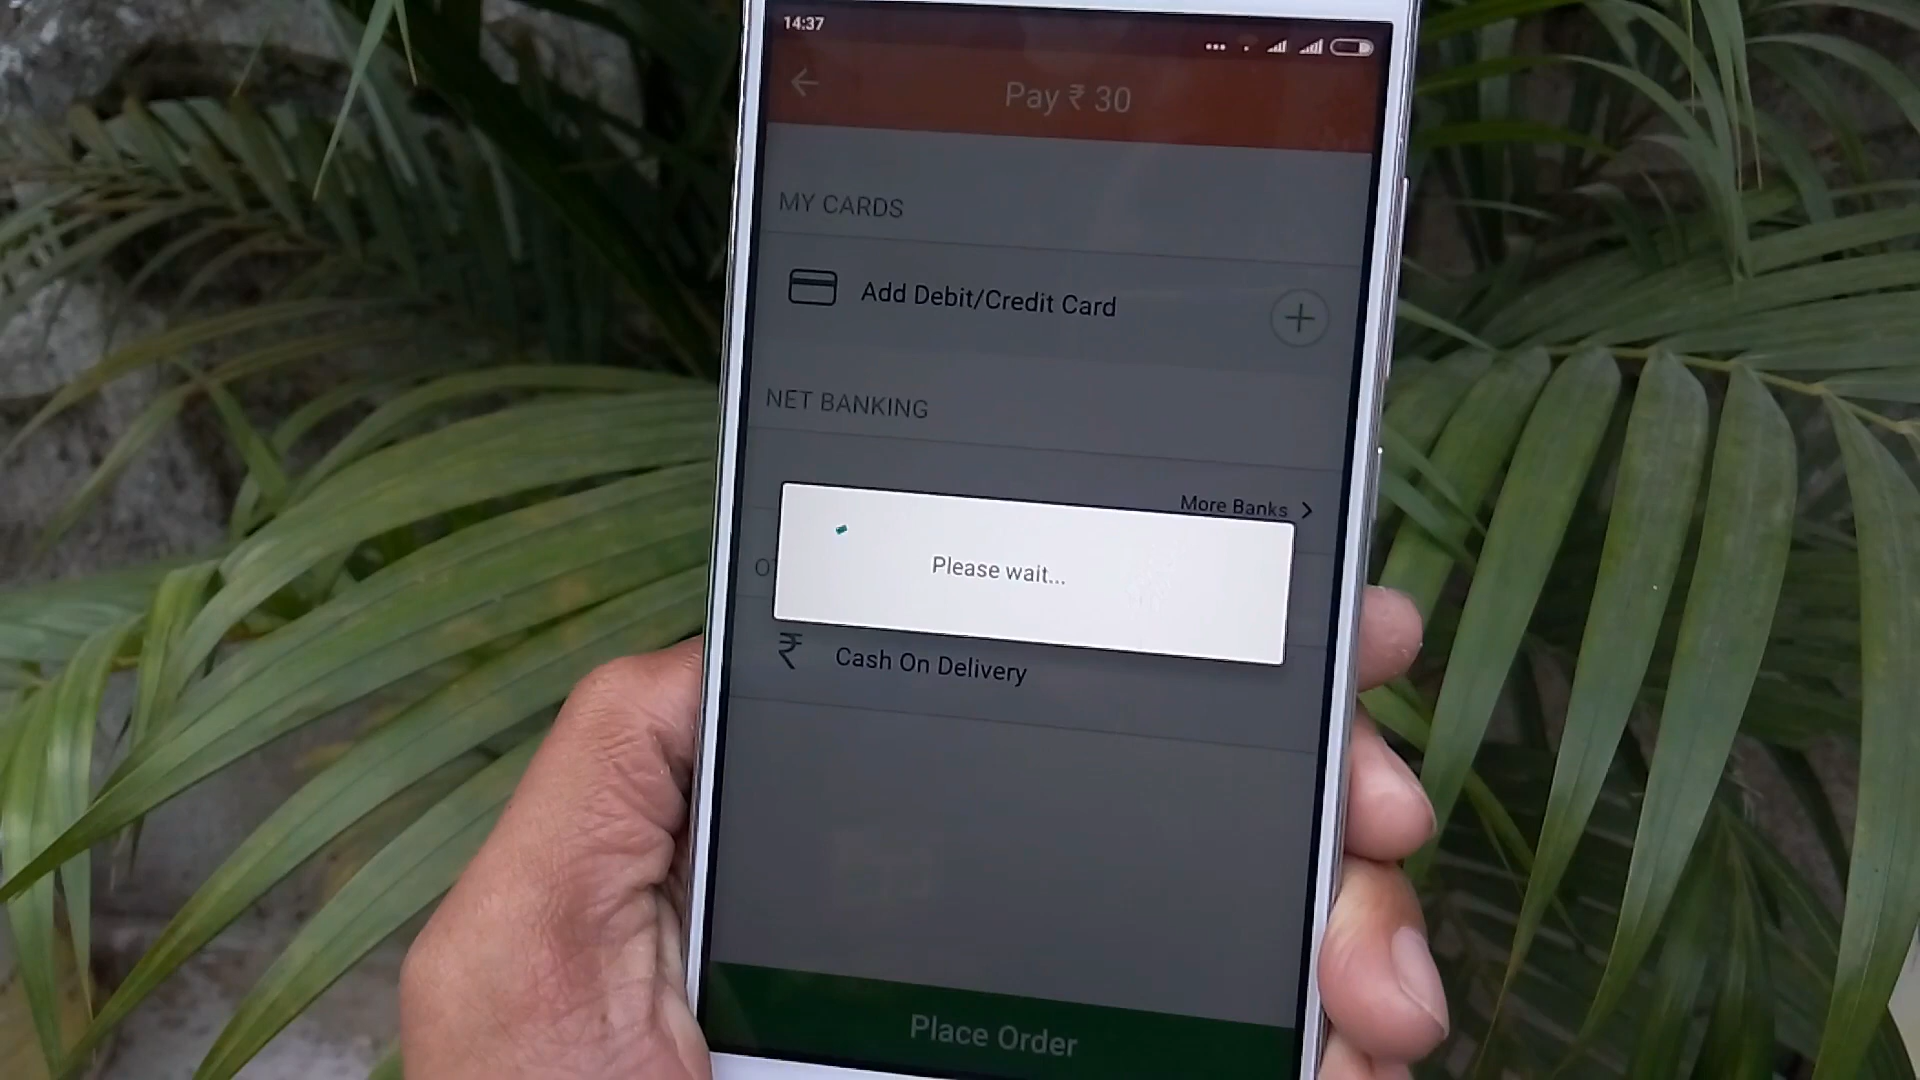 14:37
Pay ₹ 30
MY CARDS
Add Debit/Credit Card
NET BANKING
More Banks
Please wait...
₹ Cash On Delivery
Place Order